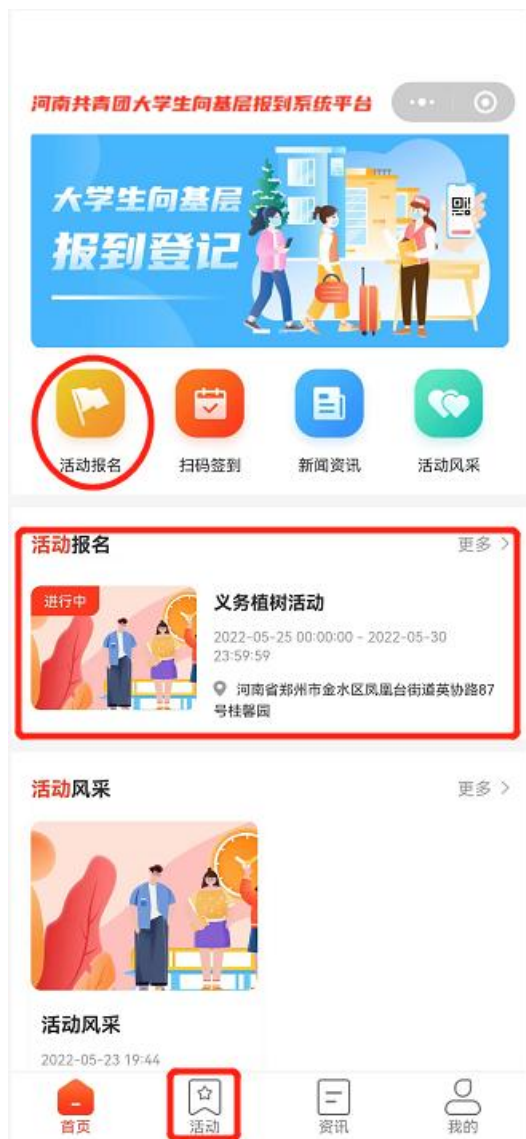 河南共青团大学生向基层报到系统平台
大学生向基层
报到登记
活动报名
扫码签到
新闻资讯
活动风采
活动报名
更多
进行中
义务植树活动
2022-05-25 00:00:00 - 2022-05-30
23:59:59
河南省郑州市金水区凤凰台街道英协路87
号桂馨园
活动风采
更多
活动风采
2022-05-23 19:44
首页
活动
资讯
我的